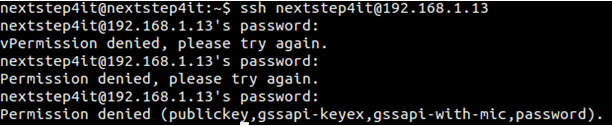 nextstep4it@nextstep4it:~$ ssh nextstep4it@192.168.1.13
nextstep4it@192.168.1.13's password:
vPermission denied, please try again.
nextstep4it@192.168.1.13's password:
Permission denied, please try again.
nextstep4it@192.168.1.13's password:
Permission denied (publickey,gssapi-keyex,gssapi-with-mic,password).